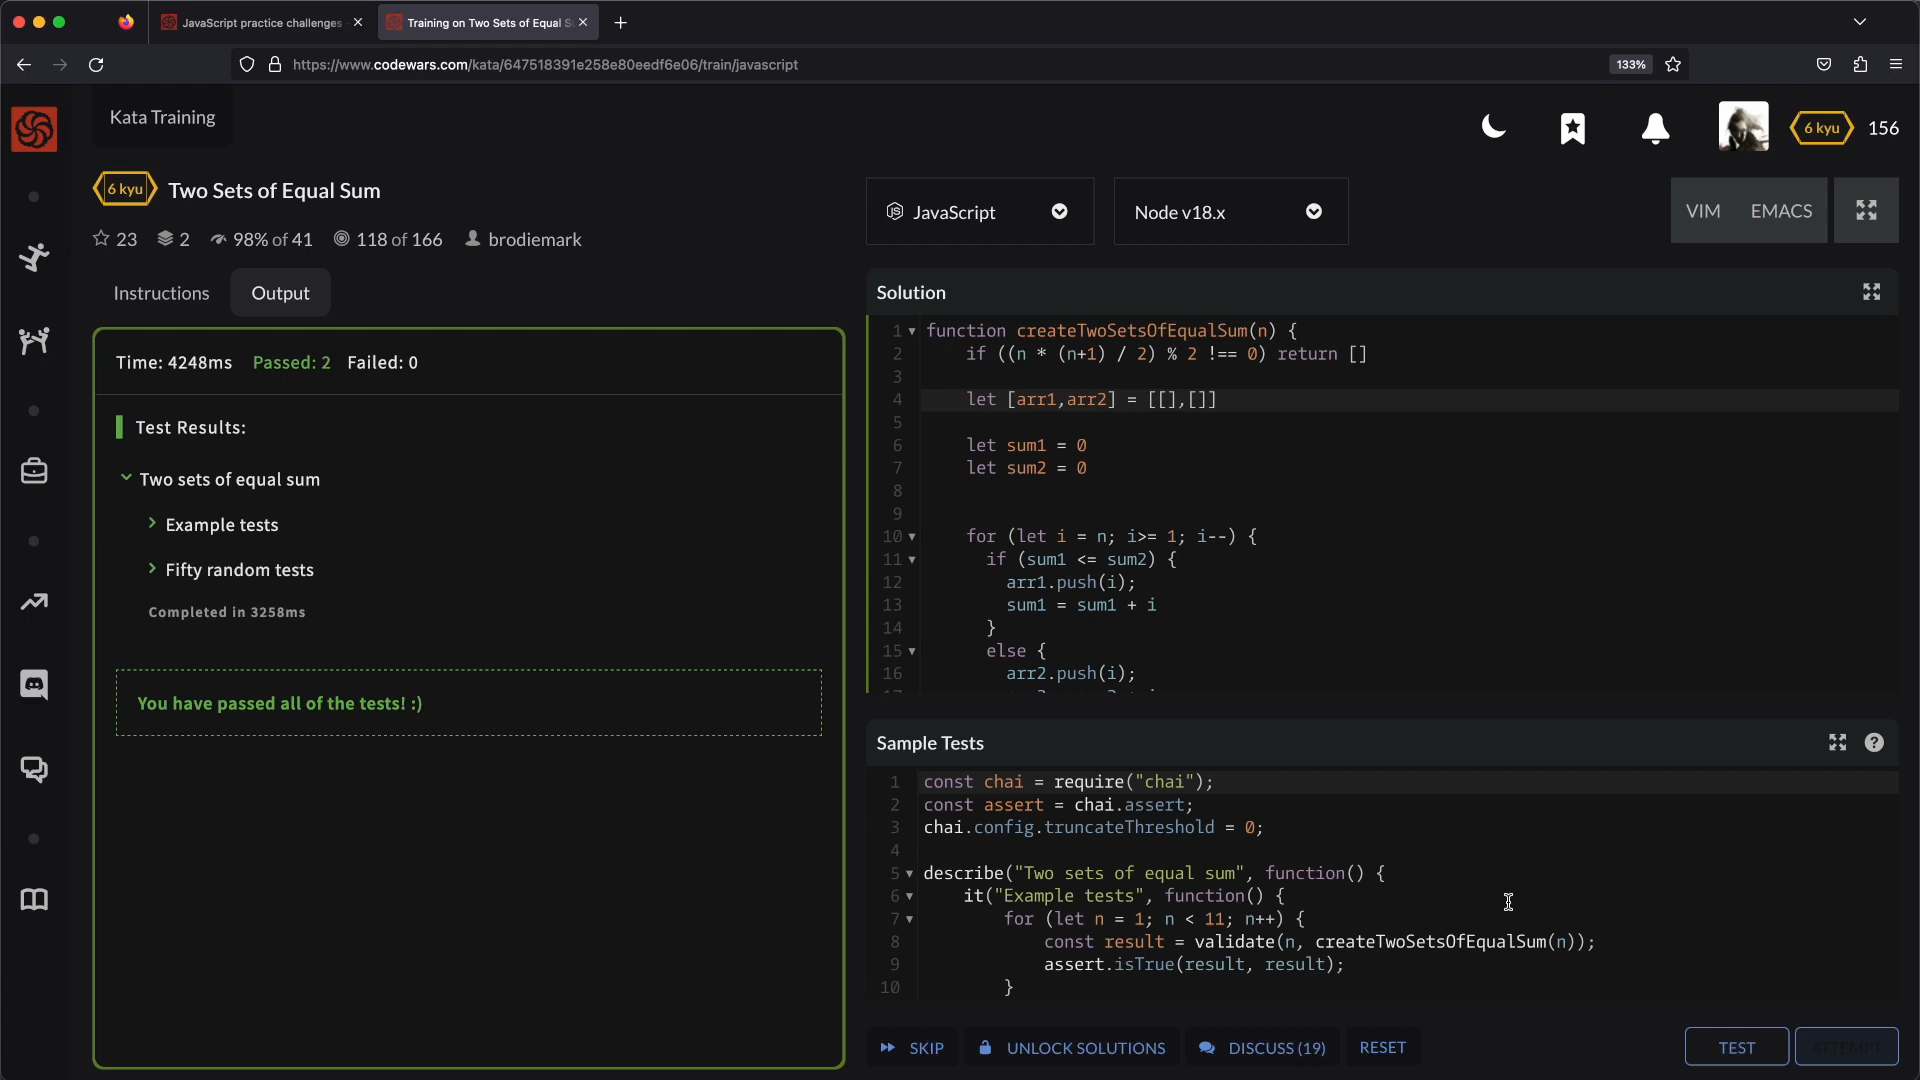 JavaScript practice challenges
Training on Two Sets of Equal S
https://www.codewars.com/kata/647518391e258e80eedf6e06/train/javascript
133%
Kata Training
6 kyu
156
6 kyu
Two Sets of Equal Sum
23
2
98% of 41
118 of 166
brodiemark
JavaScript
Node v18.x
VIM
EMACS
Instructions
Output
Time: 4248ms
Passed: 2
Failed: 0
Test Results:
Two sets of equal sum
Example tests
Fifty random tests
Completed in 3258ms
You have passed all of the tests! :)
Solution
1 function createTwoSetsOfEqualSum(n) {
2     if ((n * (n+1) / 2) % 2 !== 0) return []
3
4     let [arr1,arr2] = [[],[]]
5
6     let sum1 = 0
7     let sum2 = 0
8
9
10     for (let i = n; i>= 1; i--) {
11       if (sum1 <= sum2) {
12         arr1.push(i);
13         sum1 = sum1 + i
14       }
15       else {
16         arr2.push(i);
Sample Tests
1 const chai = require("chai");
2 const assert = chai.assert;
3 chai.config.truncateThreshold = 0;
4
5 describe("Two sets of equal sum", function() {
6     it("Example tests", function() {
7         for (let n = 1; n < 11; n++) {
8             const result = validate(n, createTwoSetsOfEqualSum(n));
9             assert.isTrue(result, result);
10         }
SKIP
UNLOCK SOLUTIONS
DISCUSS (19)
RESET
TEST
ATTEMPT